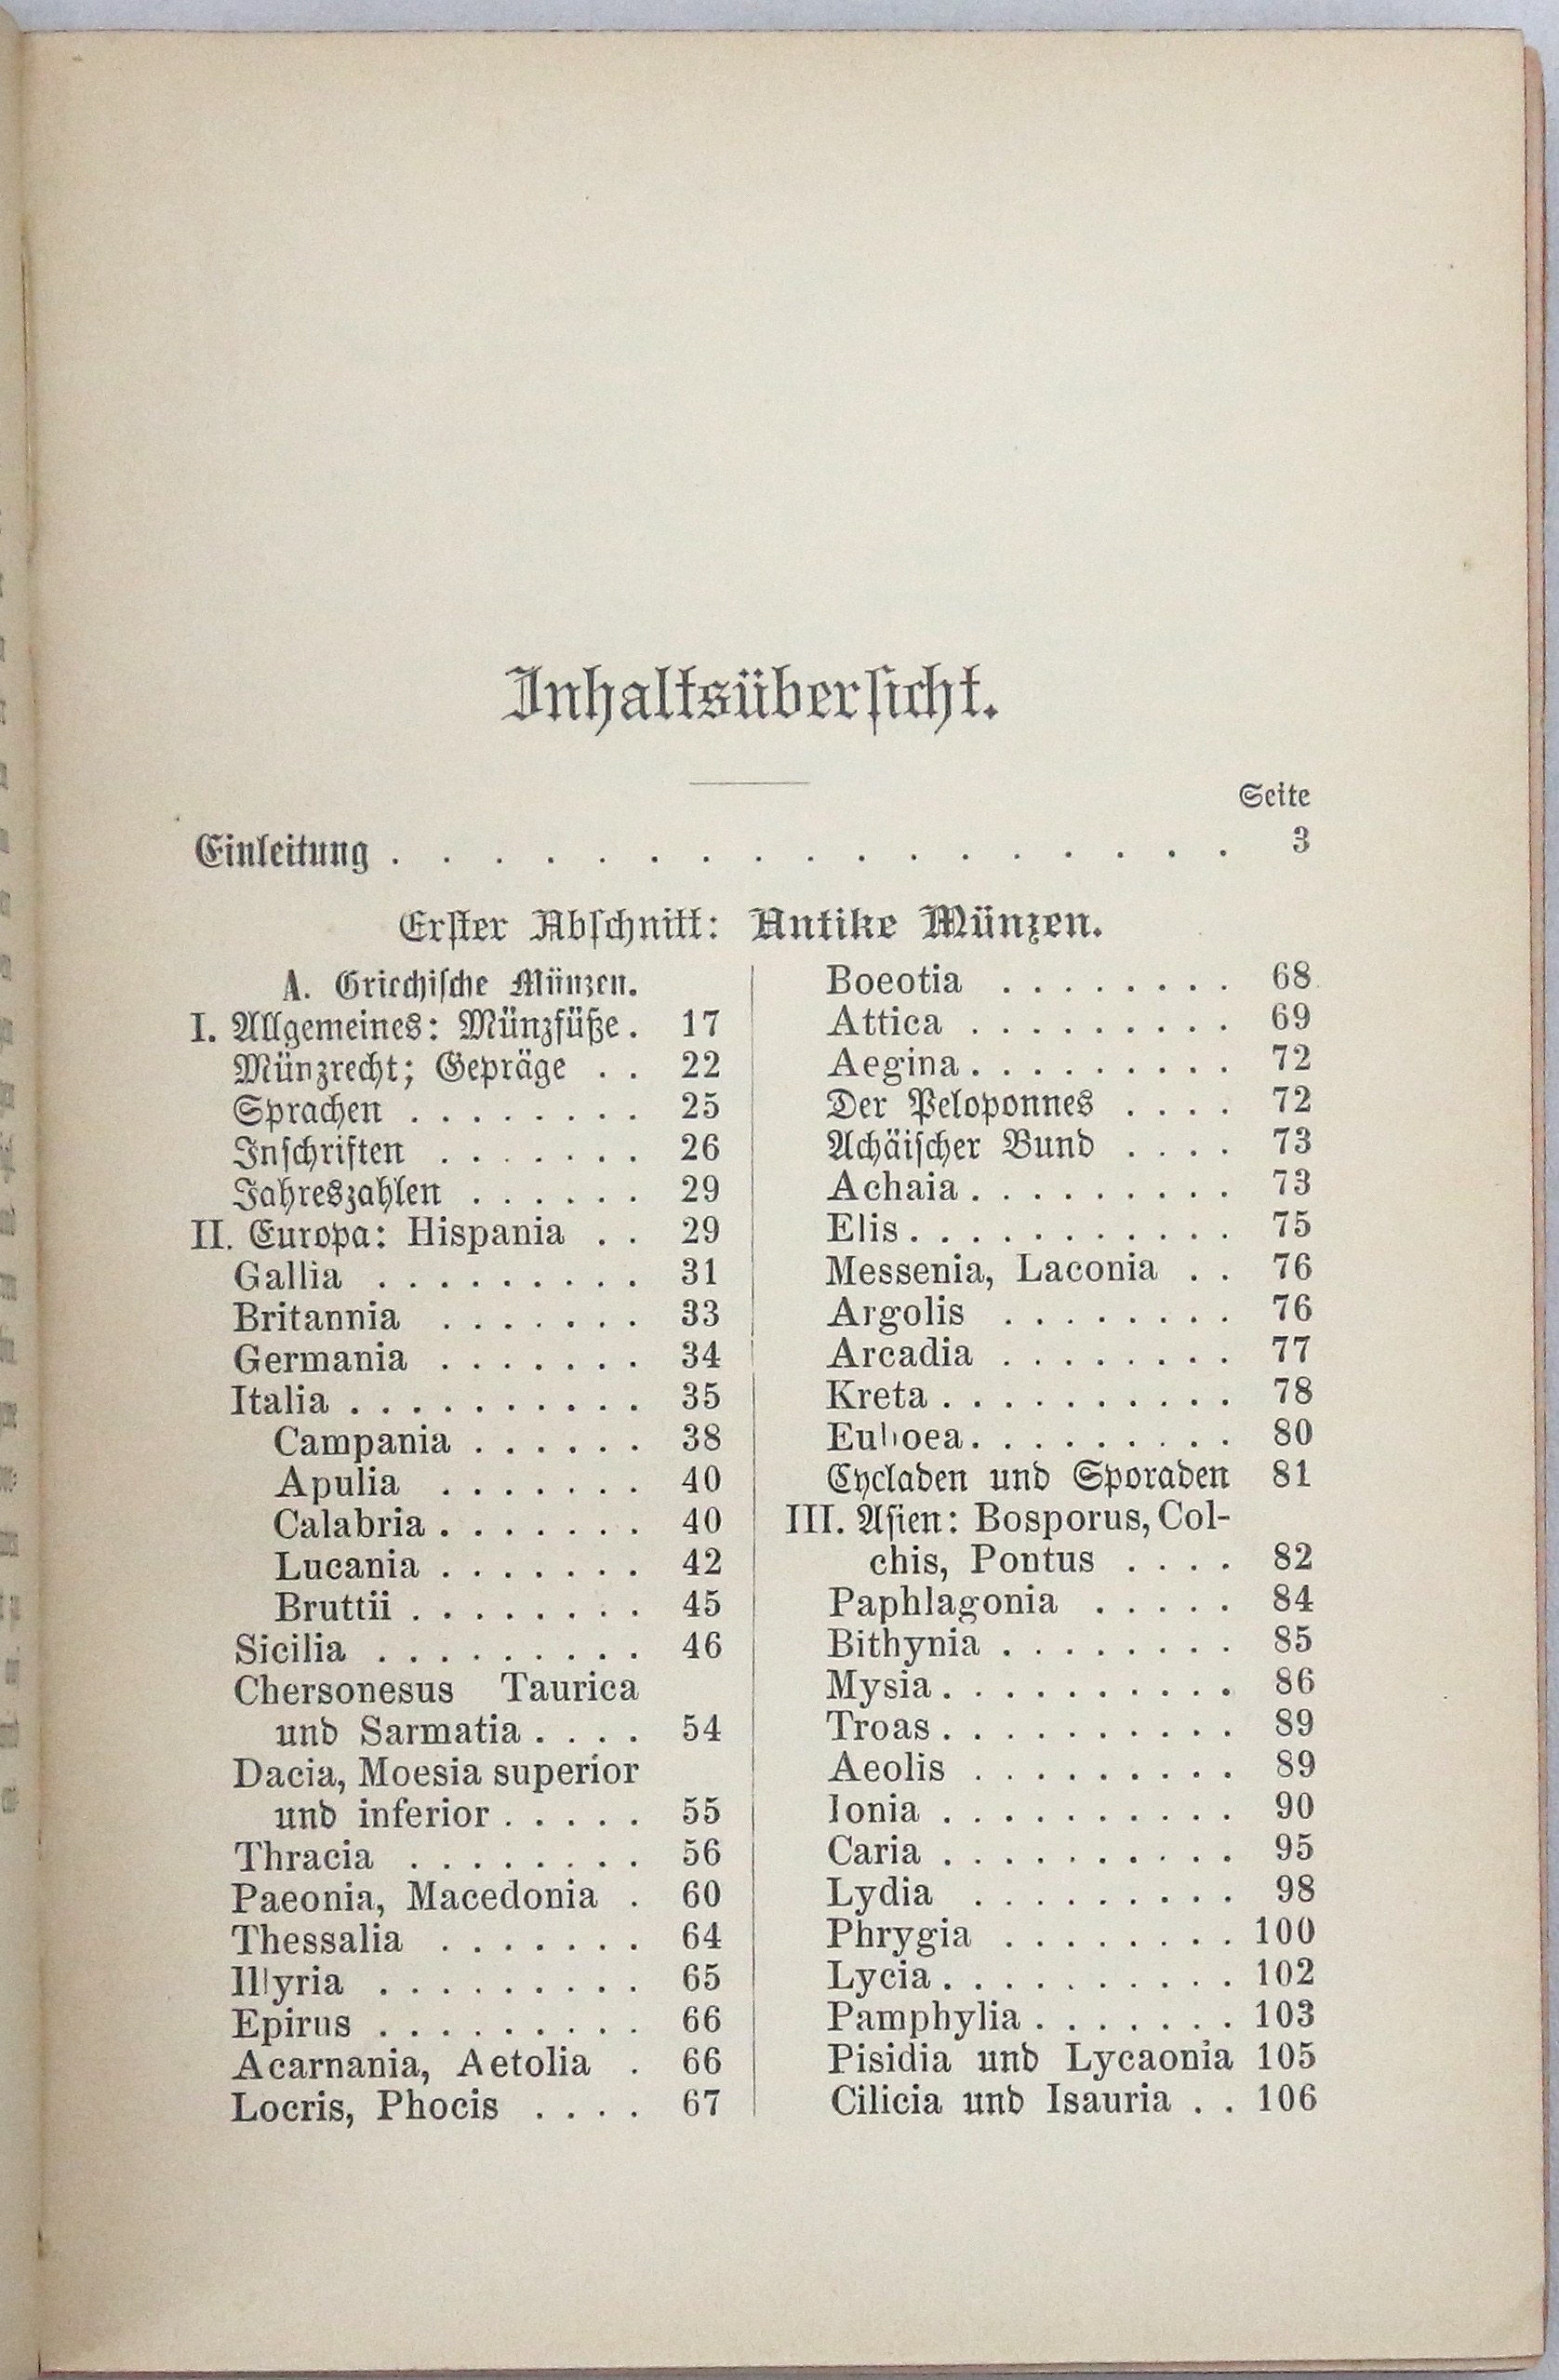 Inhaltsübersicht.
Seite
Einleitung . . . . . . . . . . . . . . . . . 3
Erster Abschnitt: Antike Münzen.
A. Griechische Münzen.
I. Allgemeines: Münzfüße . 17
Münzrecht; Gepräge . . 22
Sprachen . . . . . . . . 25
Inschriften . . . . . . . 26
Jahreszahlen . . . . . . 29
II. Europa: Hispania . . 29
Gallia . . . . . . . . . 31
Britannia . . . . . . . 33
Germania . . . . . . . 34
Italia . . . . . . . . . . 35
Campania . . . . . . 38
Apulia . . . . . . . 40
Calabria . . . . . . . 40
Lucania . . . . . . . 42
Bruttii . . . . . . . . 45
Sicilia . . . . . . . . . 46
Chersonesus Taurica
und Sarmatia . . . . 54
Dacia, Moesia superior
und inferior . . . . . 55
Thracia . . . . . . . . 56
Paeonia, Macedonia . 60
Thessalia . . . . . . . 64
Illyria . . . . . . . . . 65
Epirus . . . . . . . . . 66
Acarnania, Aetolia . 66
Locris, Phocis . . . . 67
Boeotia . . . . . . . . 68
Attica . . . . . . . . . 69
Aegina . . . . . . . . . 72
Der Peloponnes . . . . 72
Achäischer Bund . . . . 73
Achaia . . . . . . . . . 73
Elis . . . . . . . . . . . 75
Messenia, Laconia . . 76
Argolis . . . . . . . . 76
Arcadia . . . . . . . . 77
Kreta . . . . . . . . . . 78
Euboea . . . . . . . . . 80
Cycladen und Sporaden 81
III. Asien: Bosporus, Col-
chis, Pontus . . . . 82
Paphlagonia . . . . . 84
Bithynia . . . . . . . . 85
Mysia . . . . . . . . . . 86
Troas . . . . . . . . . . 89
Aeolis . . . . . . . . . 89
Ionia . . . . . . . . . . 90
Caria . . . . . . . . . . 95
Lydia . . . . . . . . . 98
Phrygia . . . . . . . . 100
Lycia . . . . . . . . . . 102
Pamphylia . . . . . . . 103
Pisidia und Lycaonia 105
Cilicia und Isauria . . 106